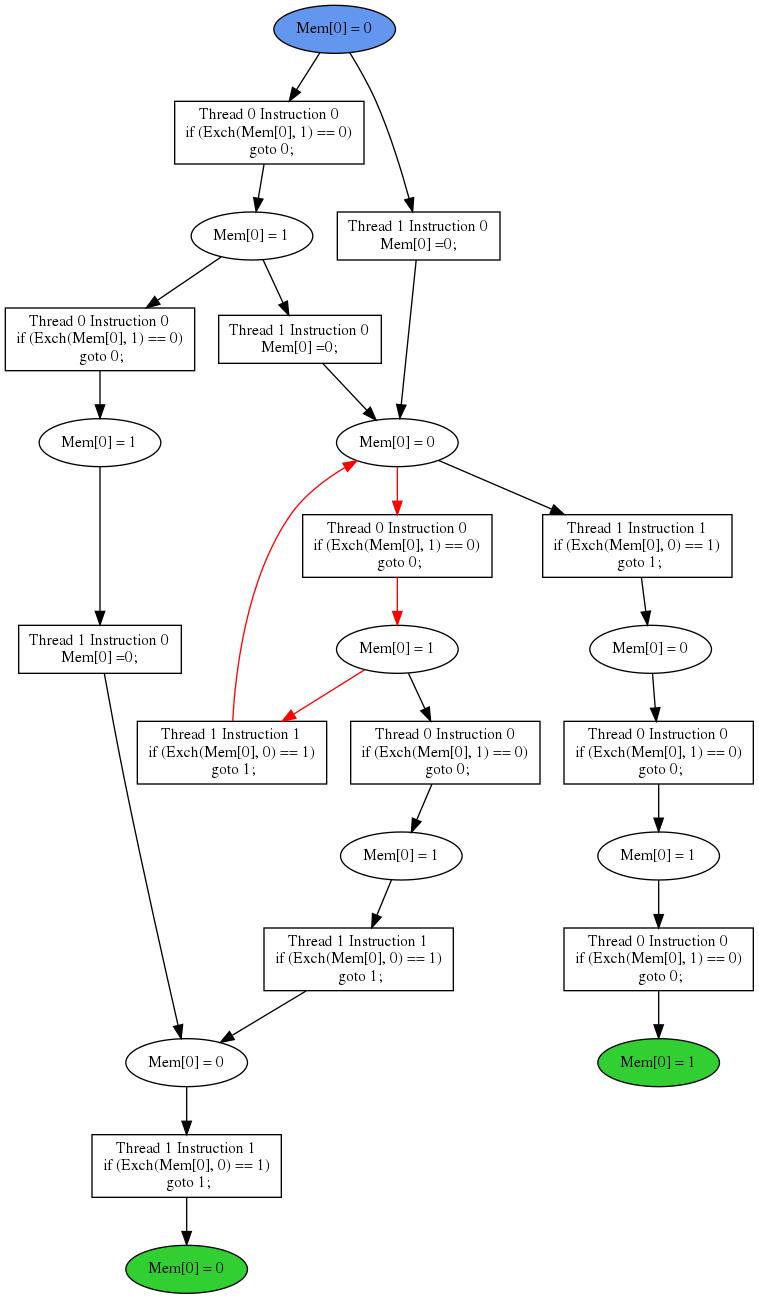 Mem[0] = 0
Thread 0 Instruction 0
if (Exch(Mem[0], 1) == 0)
goto 0;
Mem[0] = 1
Thread 1 Instruction 0
Mem[0] =0;
Thread 0 Instruction 0
if (Exch(Mem[0], 1) == 0)
goto 0;
Thread 1 Instruction 0
Mem[0] =0;
Mem[0] = 1
Mem[0] = 0
Thread 0 Instruction 0
if (Exch(Mem[0], 1) == 0)
goto 0;
Thread 1 Instruction 1
if (Exch(Mem[0], 0) == 1)
goto 1;
Thread 1 Instruction 0
Mem[0] =0;
Mem[0] = 1
Mem[0] = 0
Thread 1 Instruction 1
if (Exch(Mem[0], 0) == 1)
goto 1;
Thread 0 Instruction 0
if (Exch(Mem[0], 1) == 0)
goto 0;
Thread 0 Instruction 0
if (Exch(Mem[0], 1) == 0)
goto 0;
Mem[0] = 1
Mem[0] = 1
Thread 1 Instruction 1
if (Exch(Mem[0], 0) == 1)
goto 1;
Thread 0 Instruction 0
if (Exch(Mem[0], 1) == 0)
goto 0;
Mem[0] = 0
Mem[0] = 1
Thread 1 Instruction 1
if (Exch(Mem[0], 0) == 1)
goto 1;
Mem[0] = 0